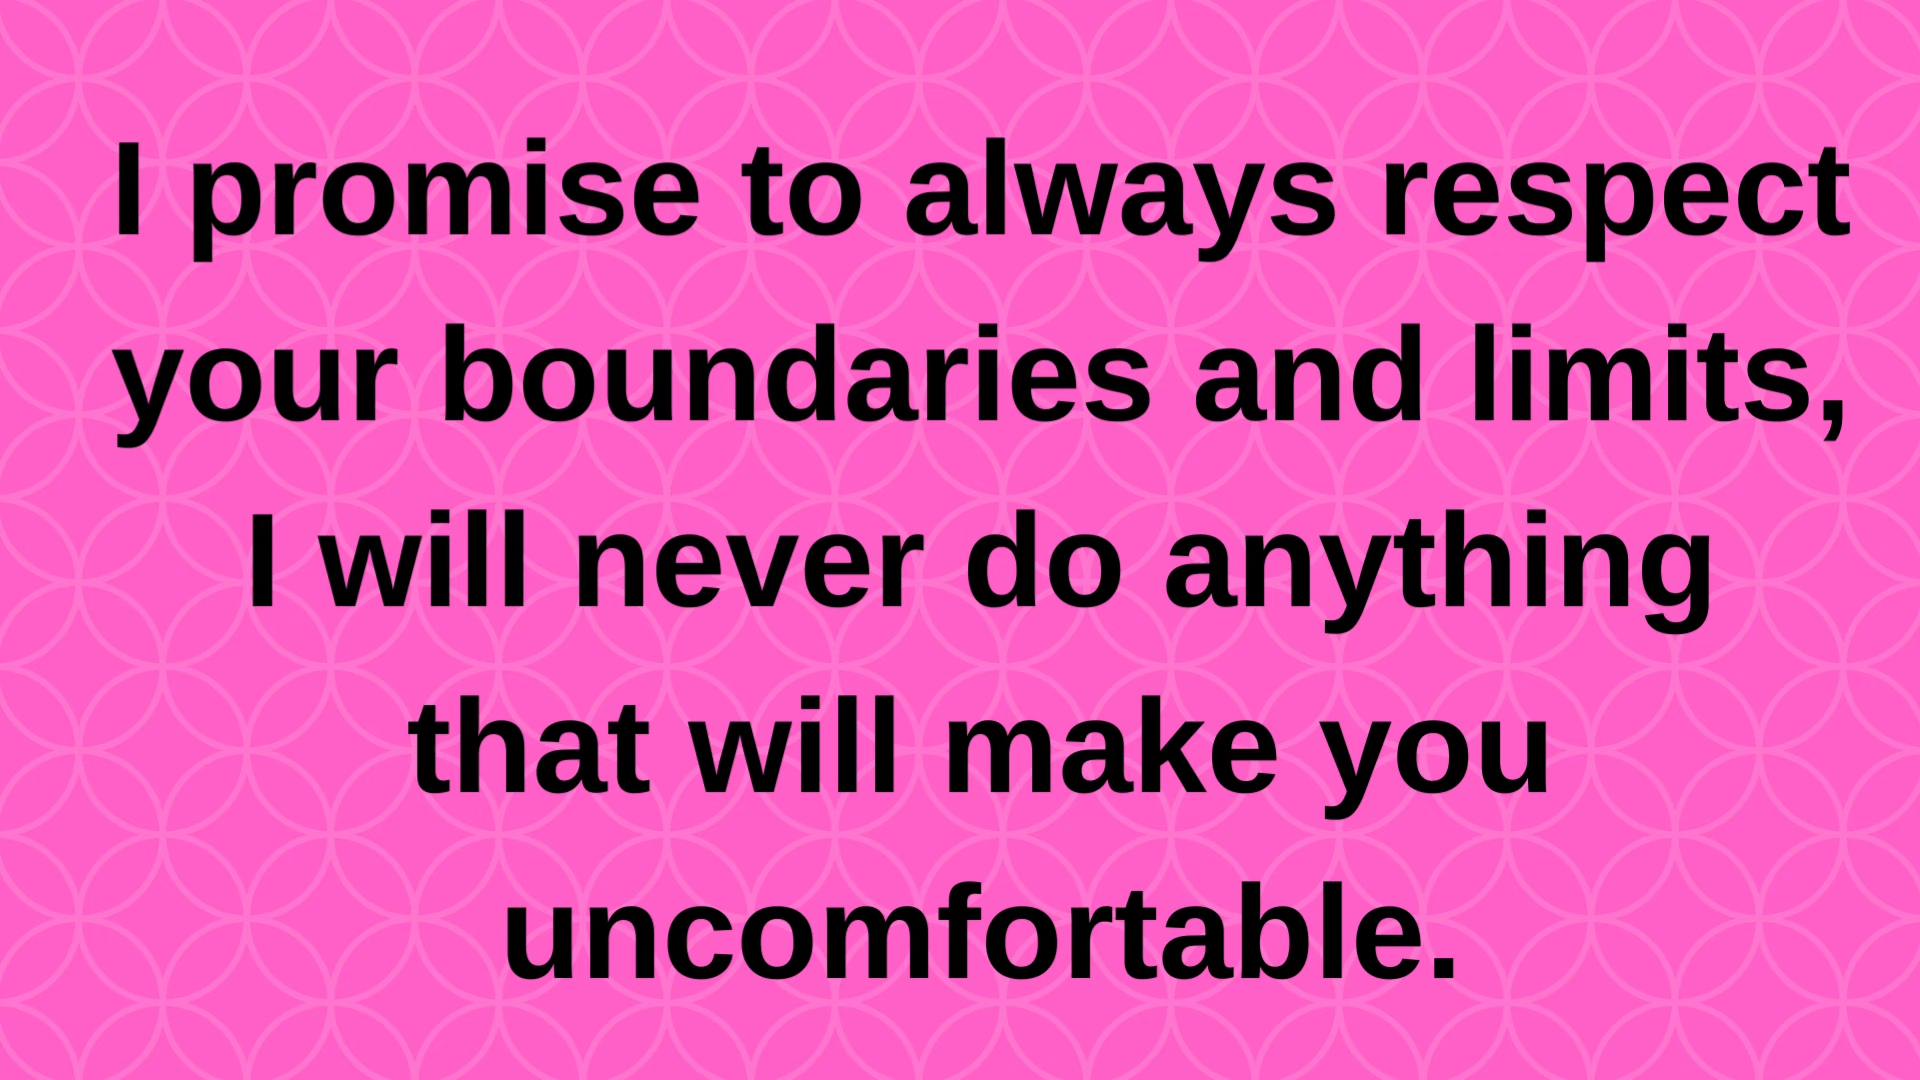 I promise to always respect
your boundaries and limits,
I will never do anything
that will make you
uncomfortable.